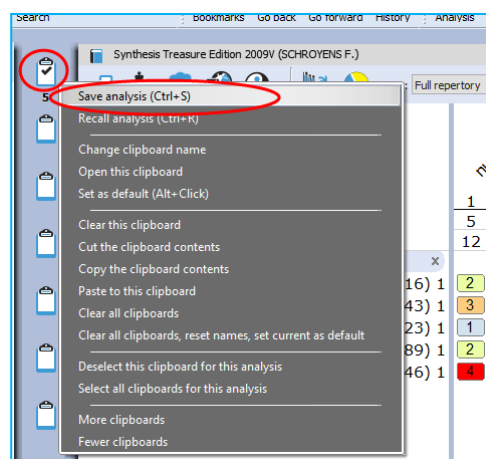 Search
Bookmarks Go back Go forward History Analysis
Synthesis Treasure Edition 2009V (SCHROYENS F.)
Full repertory
5
Save analysis (Ctrl+S)
Recall analysis (Ctrl+R)
Change clipboard name
Open this clipboard
Set as default (Alt+Click)
Clear this clipboard
Cut the clipboard contents
Copy the clipboard contents
Paste to this clipboard
Clear all clipboards
Clear all clipboards, reset names, set current as default
Deselect this clipboard for this analysis
Select all clipboards for this analysis
More clipboards
Fewer clipboards
1
5
12
x
16) 1 2
43) 1 3
23) 1 1
89) 1 2
46) 1 4